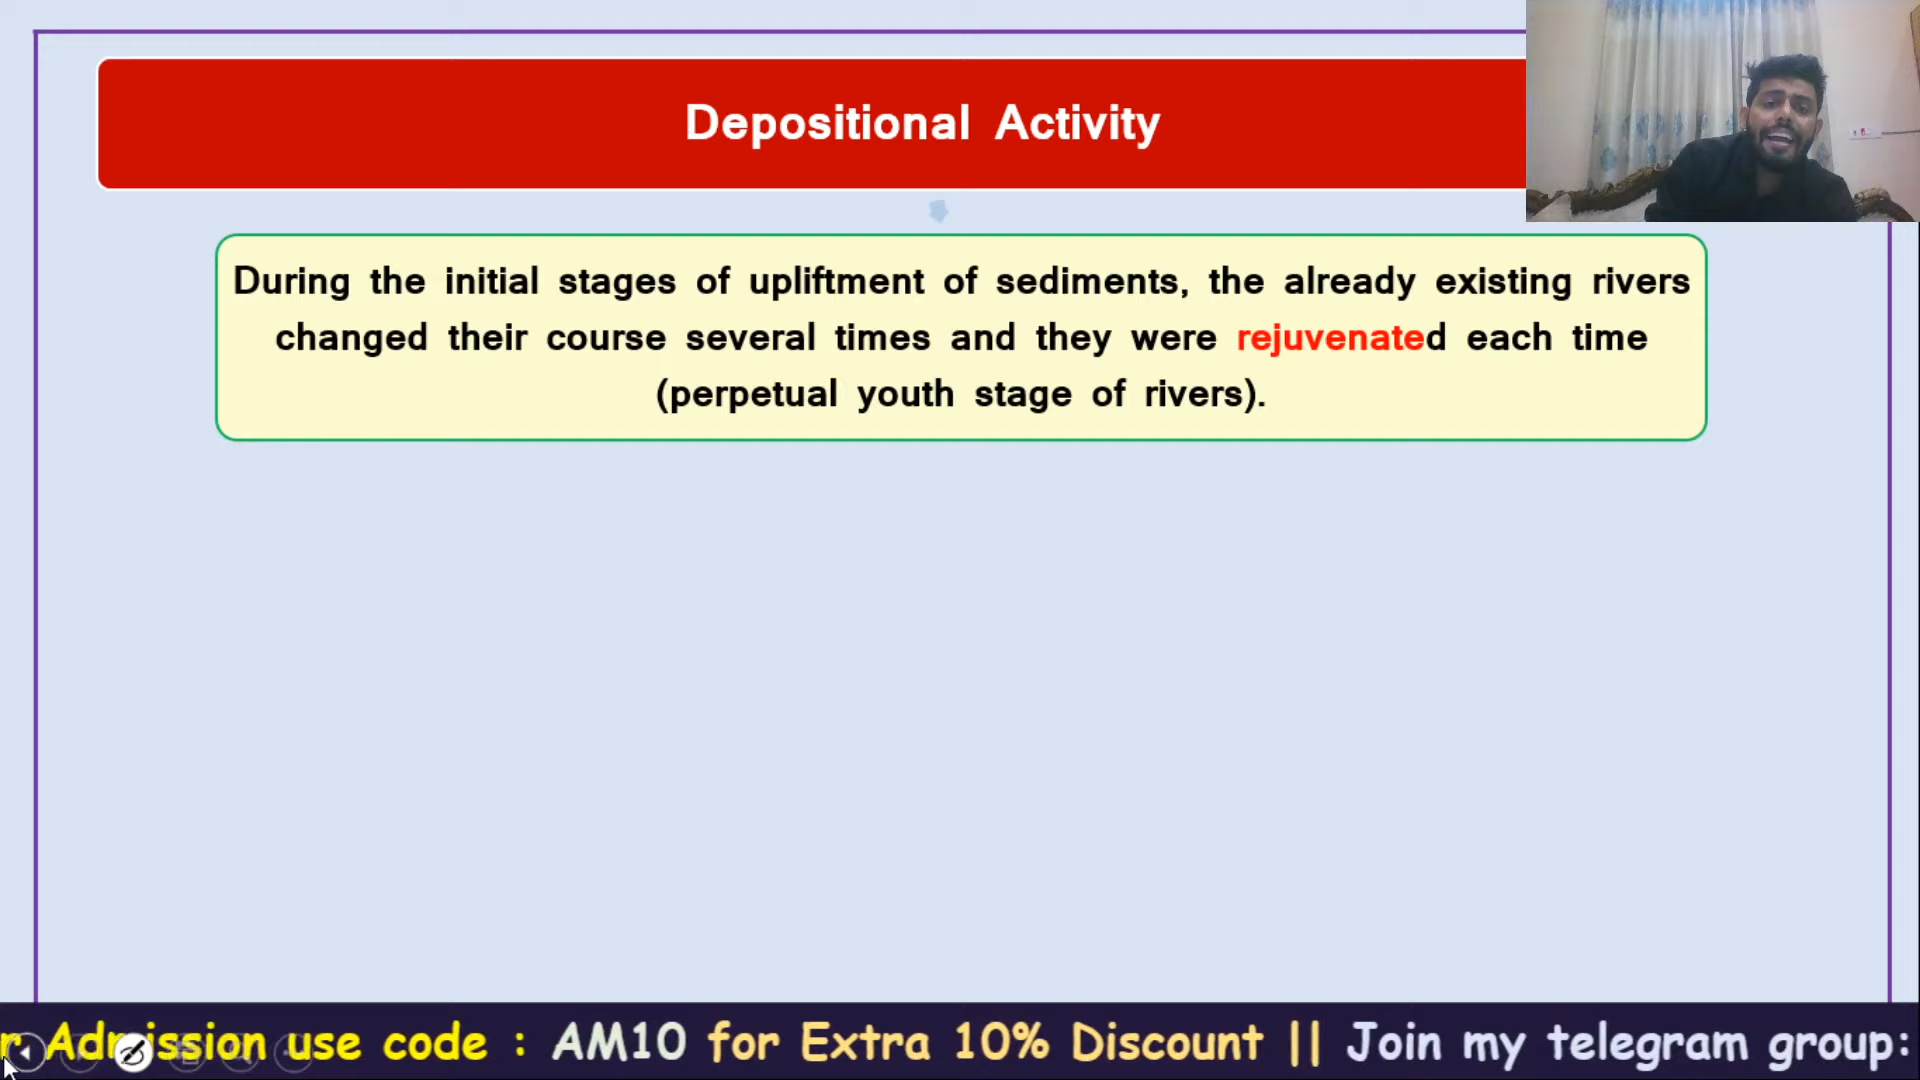 Depositional Activity
During the initial stages of upliftment of sediments, the already existing rivers
changed their course several times and they were rejuvenated each time
(perpetual youth stage of rivers).
r Admission use code : AM10 for Extra 10% Discount || Join my telegram group: